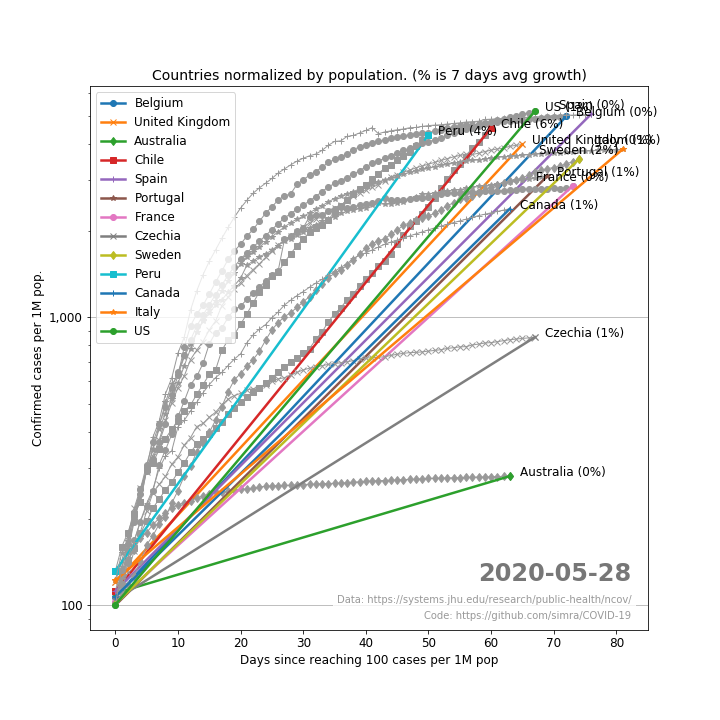 Countries normalized by population. (% is 7 days avg growth)
Belgium
United Kingdom
Australia
Chile
Spain
Portugal
France
Czechia
Sweden
Peru
Canada
Italy
US
US (1%)
Spain (0%)
Belgium (0%)
Chile (6%)
Peru (4%)
United Kingdom (1%)
Sweden (2%)
Portugal (1%)
France (0%)
Canada (1%)
Czechia (1%)
Australia (0%)
1,000
100
Confirmed cases per 1M pop.
2020-05-28
Data: https://systems.jhu.edu/research/public-health/ncov/
Code: https://github.com/simra/COVID-19
0 10 20 30 40 50 60 70 80
Days since reaching 100 cases per 1M pop